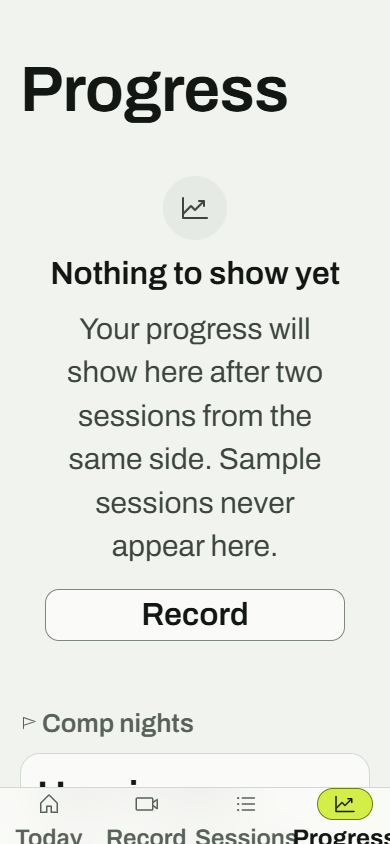 Progress
Nothing to show yet
Your progress will
show here after two
sessions from the
same side. Sample
sessions never
appear here.
Record
Comp nights
Today Record Sessions Progress